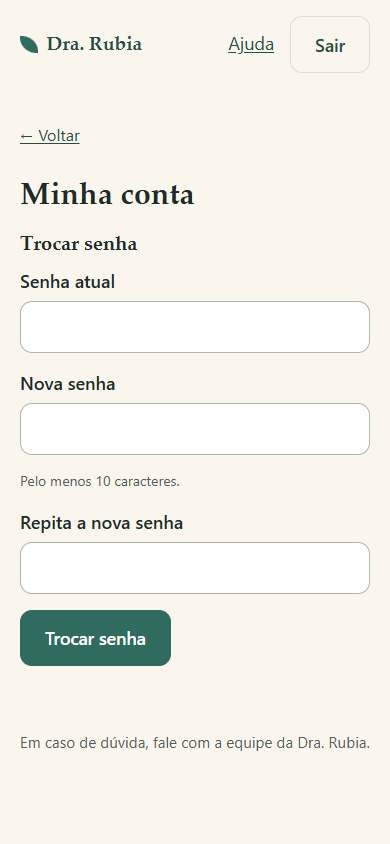 Dra. Rubia
Ajuda
Sair
← Voltar
Minha conta
Trocar senha
Senha atual
Nova senha
Pelo menos 10 caracteres.
Repita a nova senha
Trocar senha
Em caso de dúvida, fale com a equipe da Dra. Rubia.